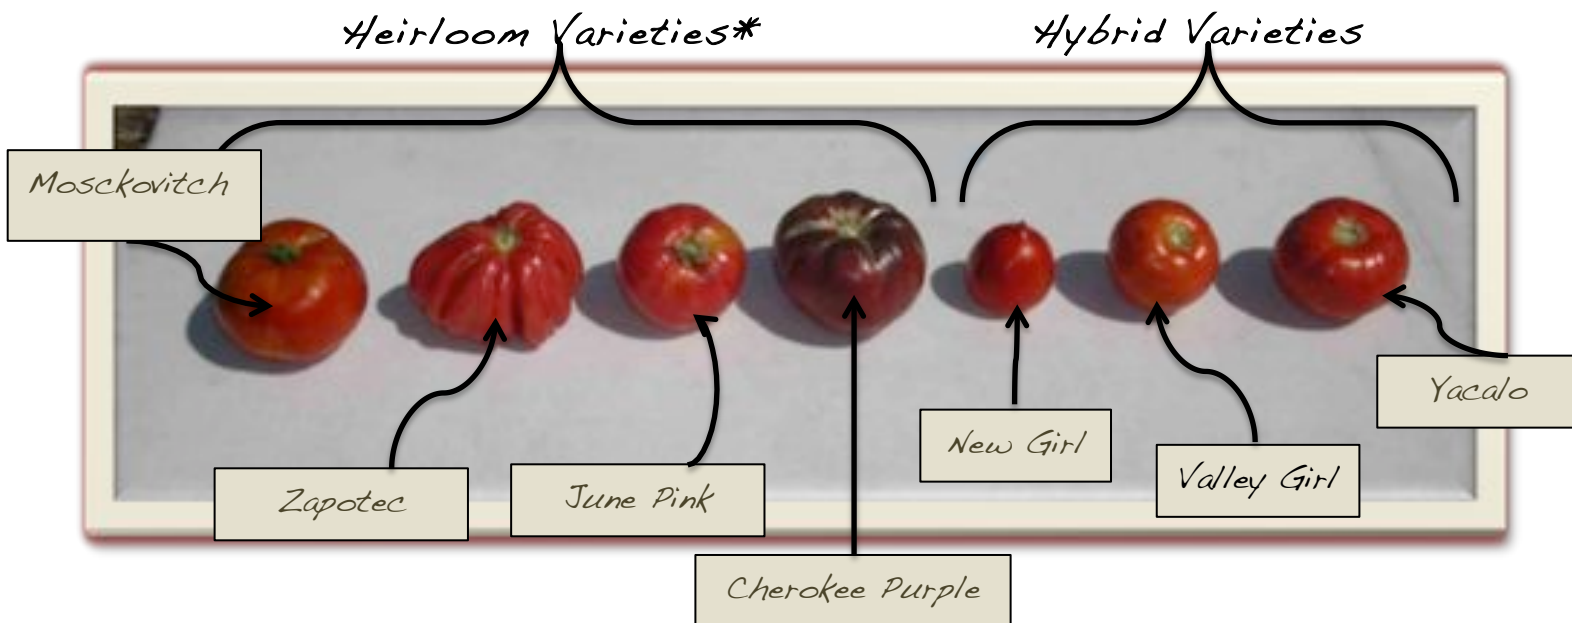 Heirloom Varieties*
Hybrid Varieties
Mosckovitch
Zapotec
June Pink
Cherokee Purple
New Girl
Valley Girl
Yacalo